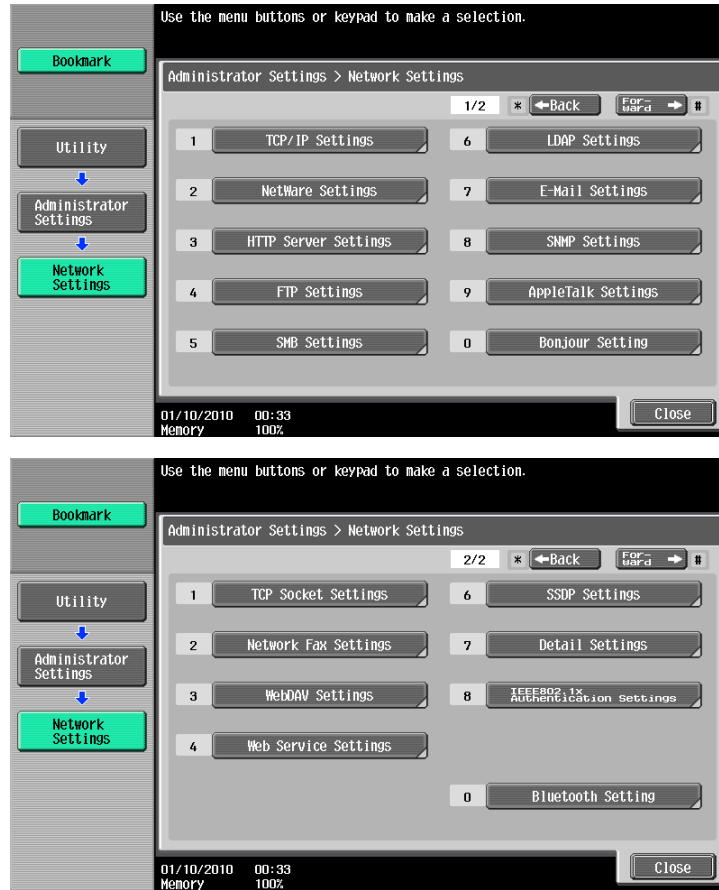 Use the menu buttons or keypad to make a selection.
Bookmark
Administrator Settings > Network Settings
1/2 * ←Back For-ward → #
Utility
Administrator
Settings
Network
Settings
1 TCP/IP Settings
2 NetWare Settings
3 HTTP Server Settings
4 FTP Settings
5 SMB Settings
6 LDAP Settings
7 E-Mail Settings
8 SNMP Settings
9 AppleTalk Settings
0 Bonjour Setting
01/10/2010 00:33
Memory 100%
Close
Use the menu buttons or keypad to make a selection.
Bookmark
Administrator Settings > Network Settings
2/2 * ←Back For-ward → #
Utility
Administrator
Settings
Network
Settings
1 TCP Socket Settings
2 Network Fax Settings
3 WebDAV Settings
4 Web Service Settings
6 SSDP Settings
7 Detail Settings
8 IEEE802.1x
Authentication Settings
0 Bluetooth Setting
01/10/2010 00:33
Memory 100%
Close